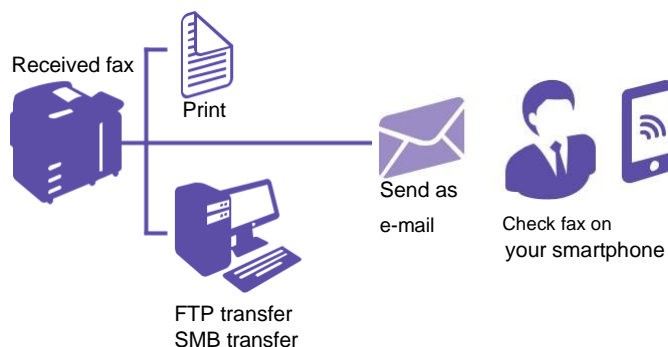 Received fax
Print
Send as
e-mail
Check fax on
your smartphone
FTP transfer
SMB transfer